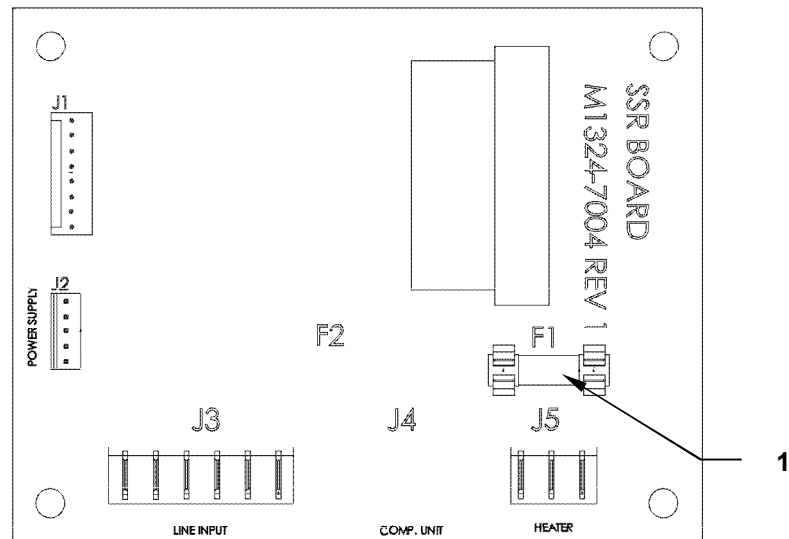 J1
SSR BOARD
M1324-7004 REV 1
J2
POWER SUPPLY
F2
F1
J3
J4
J5
1
LINE INPUT
COMP. UNIT
HEATER